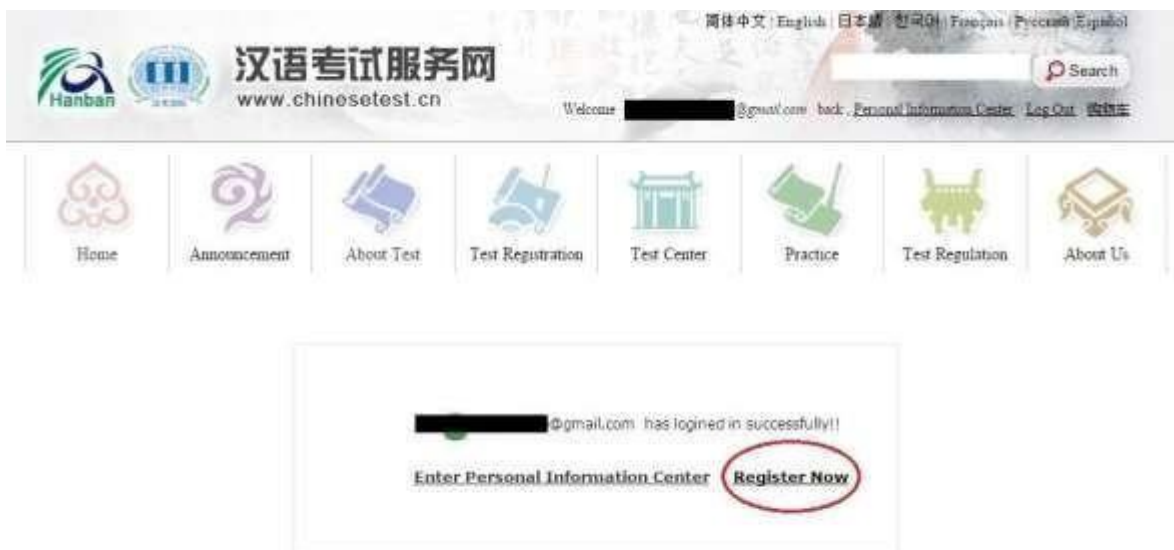 简体中文 | English | 日本語 | 한국어 | Français | Русский | Español
Hanban
汉语考试服务网
www.chinesetest.cn
Search
Welcome @gmail.com back , Personal Information Center Log Out 购物车
Home Announcement About Test Test Registration Test Center Practice Test Regulation About Us
@gmail.com has logined in successfully!!
Enter Personal Information Center Register Now